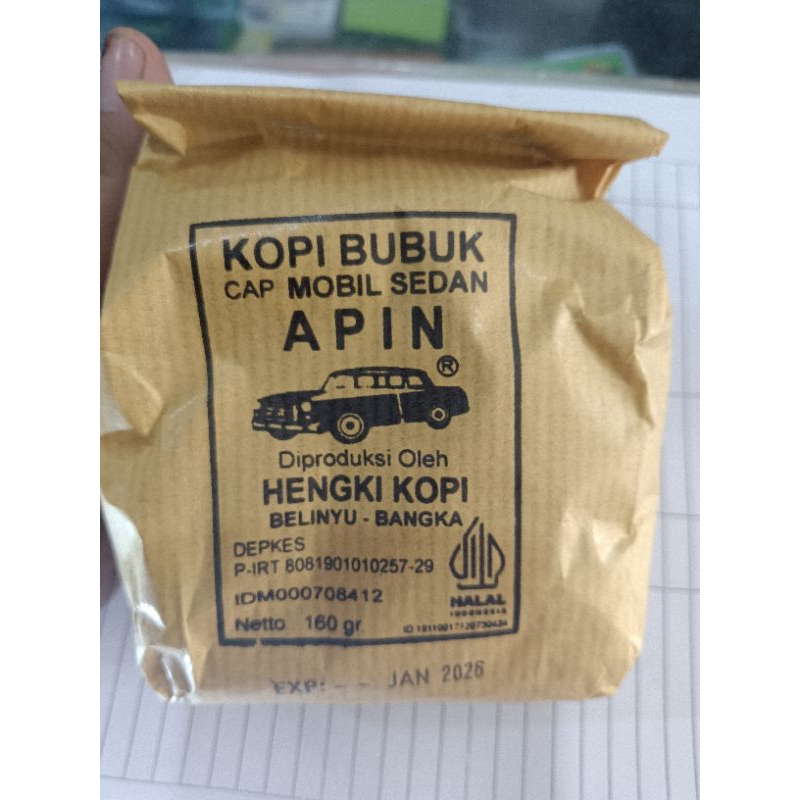 KOPI BUBUK
CAP MOBIL SEDAN
APIN
®
Diproduksi Oleh
HENGKI KOPI
BELINYU - BANGKA
DEPKES
P-IRT 8081901010257-29
HALAL
INDONESIA
IDM000708412
Netto 160 gr
EXP: - - JAN 2026